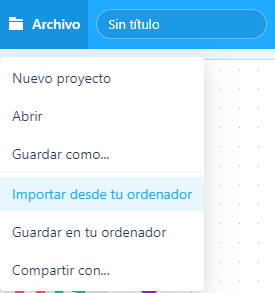 Archivo
Sin título
Nuevo proyecto
Abrir
Guardar como...
Importar desde tu ordenador
Guardar en tu ordenador
Compartir con...